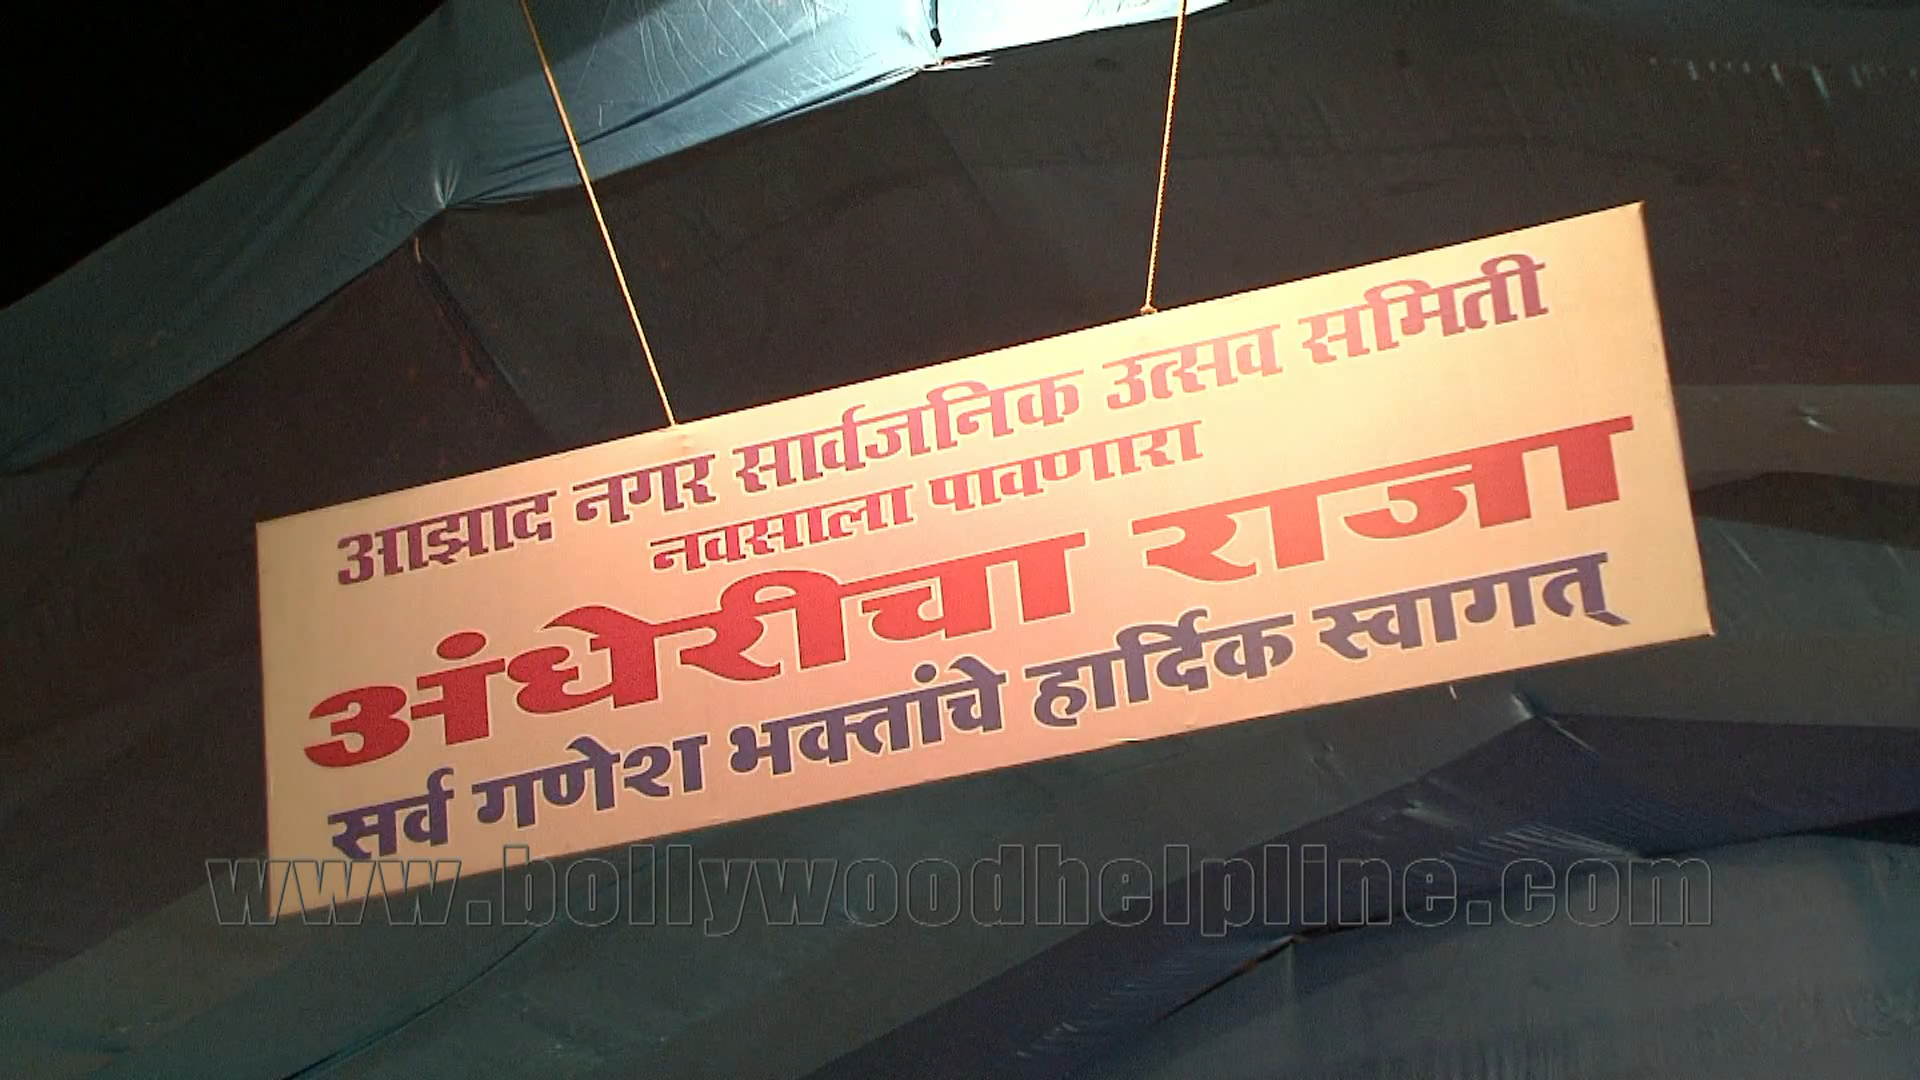 आझाद नगर सार्वजनिक उत्सव समिती
नवसाला पावणारा
अंधेरीचा राजा
सर्व गणेश भक्तांचे हार्दिक स्वागत्
www.bollywoodhelpline.com